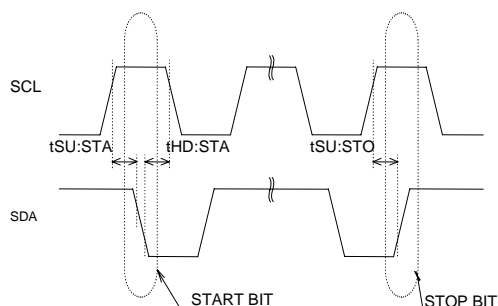 SCL
tSU:STA tHD:STA tSU:STO
SDA
START BIT STOP BIT